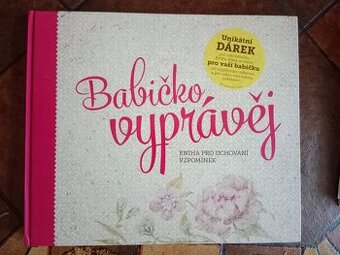 Unikátní
DÁREK
pro vaši babičku
Babičko
vyprávěj
KNIHA PRO UCHOVÁNÍ
VZPOMÍNEK